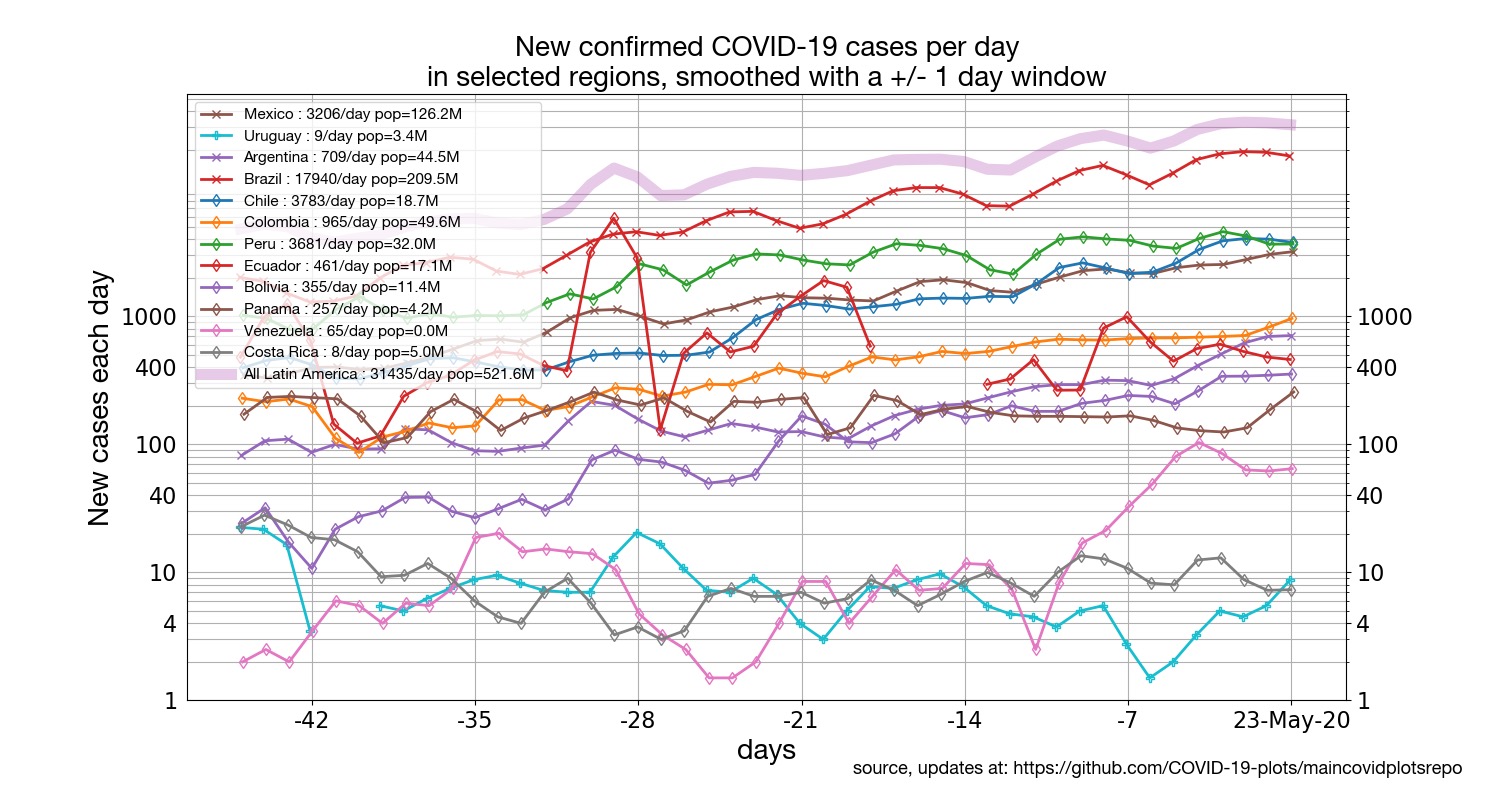 New confirmed COVID-19 cases per day
in selected regions, smoothed with a +/- 1 day window
Mexico : 3206/day pop=126.2M
Uruguay : 9/day pop=3.4M
Argentina : 709/day pop=44.5M
Brazil : 17940/day pop=209.5M
Chile : 3783/day pop=18.7M
Colombia : 965/day pop=49.6M
Peru : 3681/day pop=32.0M
Ecuador : 461/day pop=17.1M
Bolivia : 355/day pop=11.4M
Panama : 257/day pop=4.2M
Venezuela : 65/day pop=0.0M
Costa Rica : 8/day pop=5.0M
All Latin America : 31435/day pop=521.6M
New cases each day
1000 1000
400 400
100 100
40 40
10 10
4 4
1 1
-42 -35 -28 -21 -14 -7 23-May-20
days
source, updates at: https://github.com/COVID-19-plots/maincovidplotsrepo